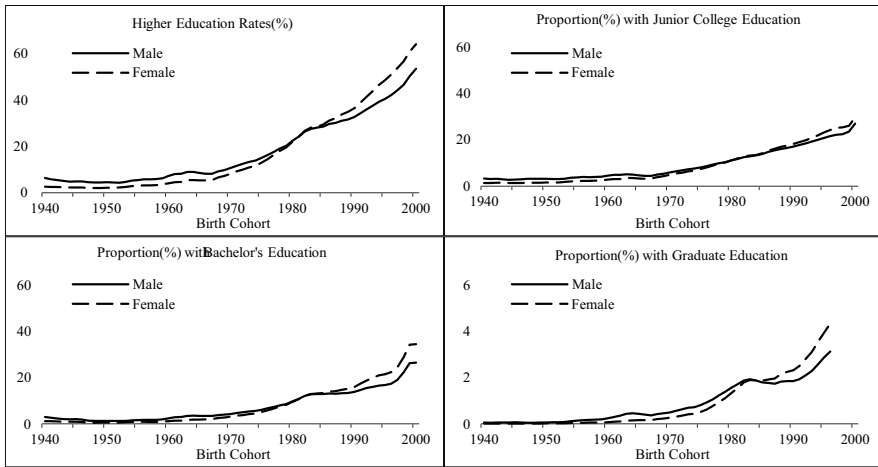 Higher Education Rates(%)
60
40
20
0
Male
Female
1940 1950 1960 1970 1980 1990 2000
Birth Cohort
Proportion(%) with Junior College Education
60
40
20
0
Male
Female
1940 1950 1960 1970 1980 1990 2000
Birth Cohort
Proportion(%) with Bachelor's Education
60
40
20
0
Male
Female
1940 1950 1960 1970 1980 1990 2000
Birth Cohort
Proportion(%) with Graduate Education
6
4
2
0
Male
Female
1940 1950 1960 1970 1980 1990 2000
Birth Cohort